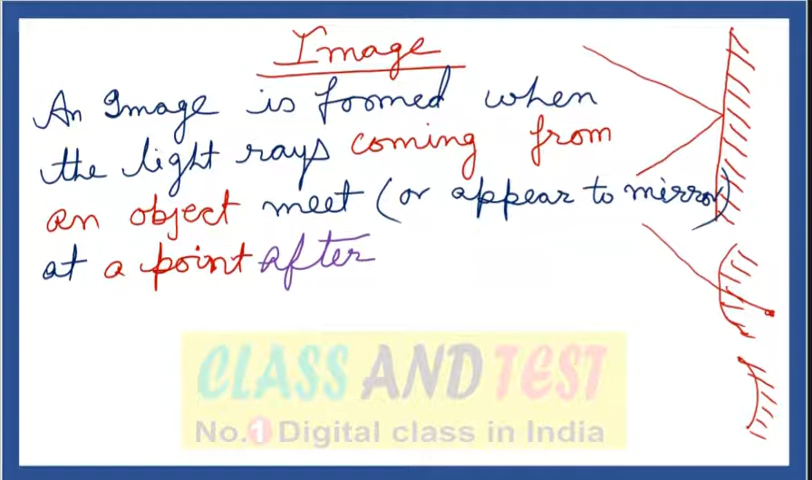 Image
An Image is foomed when
the light rays coming from
an object meet (or appear to mirror)
at a point after
CLASS AND TEST
No.1 Digital class in India